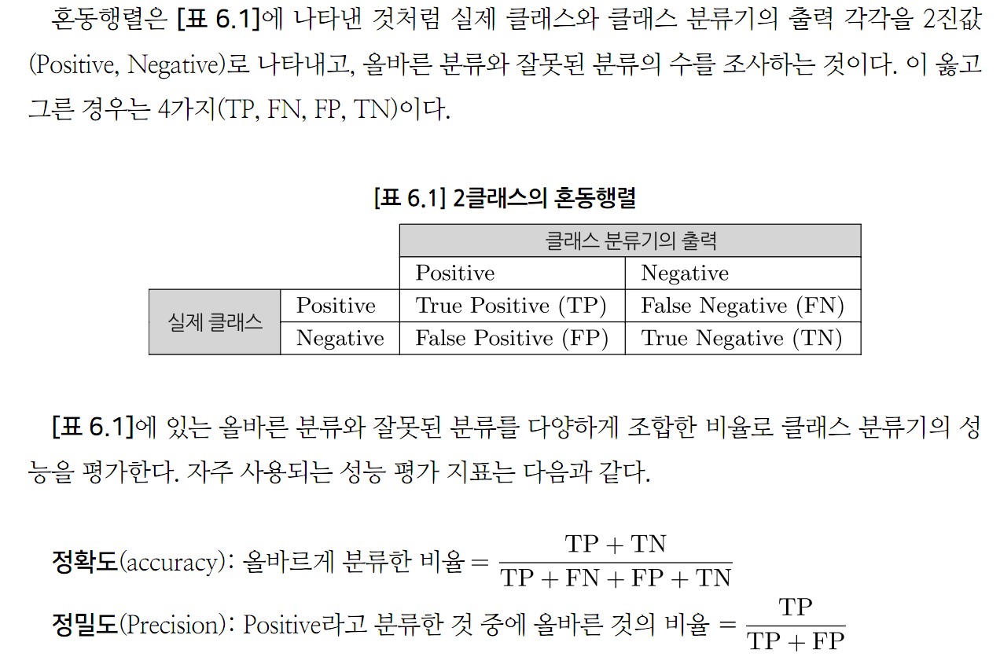 혼동행렬은 [표 6.1]에 나타낸 것처럼 실제 클래스와 클래스 분류기의 출력 각각을 2진값
(Positive, Negative)로 나타내고, 올바른 분류와 잘못된 분류의 수를 조사하는 것이다. 이 옳고
그른 경우는 4가지(TP, FN, FP, TN)이다.
[표 6.1] 2클래스의 혼동행렬
클래스 분류기의 출력
Positive Negative
실제 클래스 Positive True Positive (TP) False Negative (FN)
Negative False Positive (FP) True Negative (TN)
[표 6.1]에 있는 올바른 분류와 잘못된 분류를 다양하게 조합한 비율로 클래스 분류기의 성
능을 평가한다. 자주 사용되는 성능 평가 지표는 다음과 같다.
정확도(accuracy): 올바르게 분류한 비율 = TP + TN / TP + FN + FP + TN
정밀도(Precision): Positive라고 분류한 것 중에 올바른 것의 비율 = TP / TP + FP